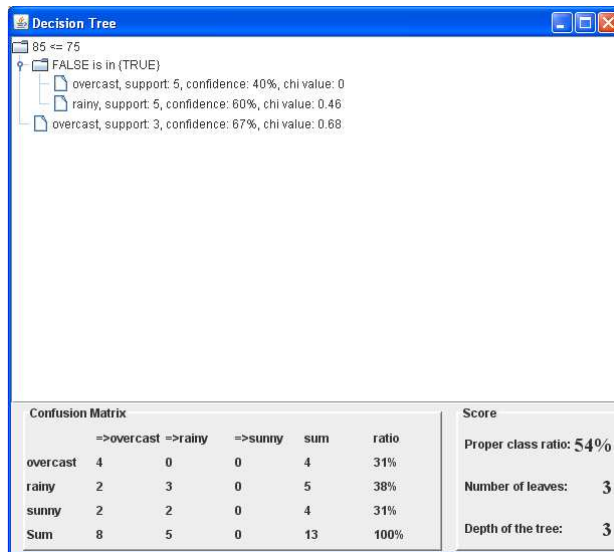 Decision Tree
85 <= 75
FALSE is in {TRUE}
overcast, support: 5, confidence: 40%, chi value: 0
rainy, support: 5, confidence: 60%, chi value: 0.46
overcast, support: 3, confidence: 67%, chi value: 0.68
Confusion Matrix
=>overcast =>rainy =>sunny sum ratio
overcast 4 0 0 4 31%
rainy 2 3 0 5 38%
sunny 2 2 0 4 31%
Sum 8 5 0 13 100%
Score
Proper class ratio: 54%
Number of leaves: 3
Depth of the tree: 3